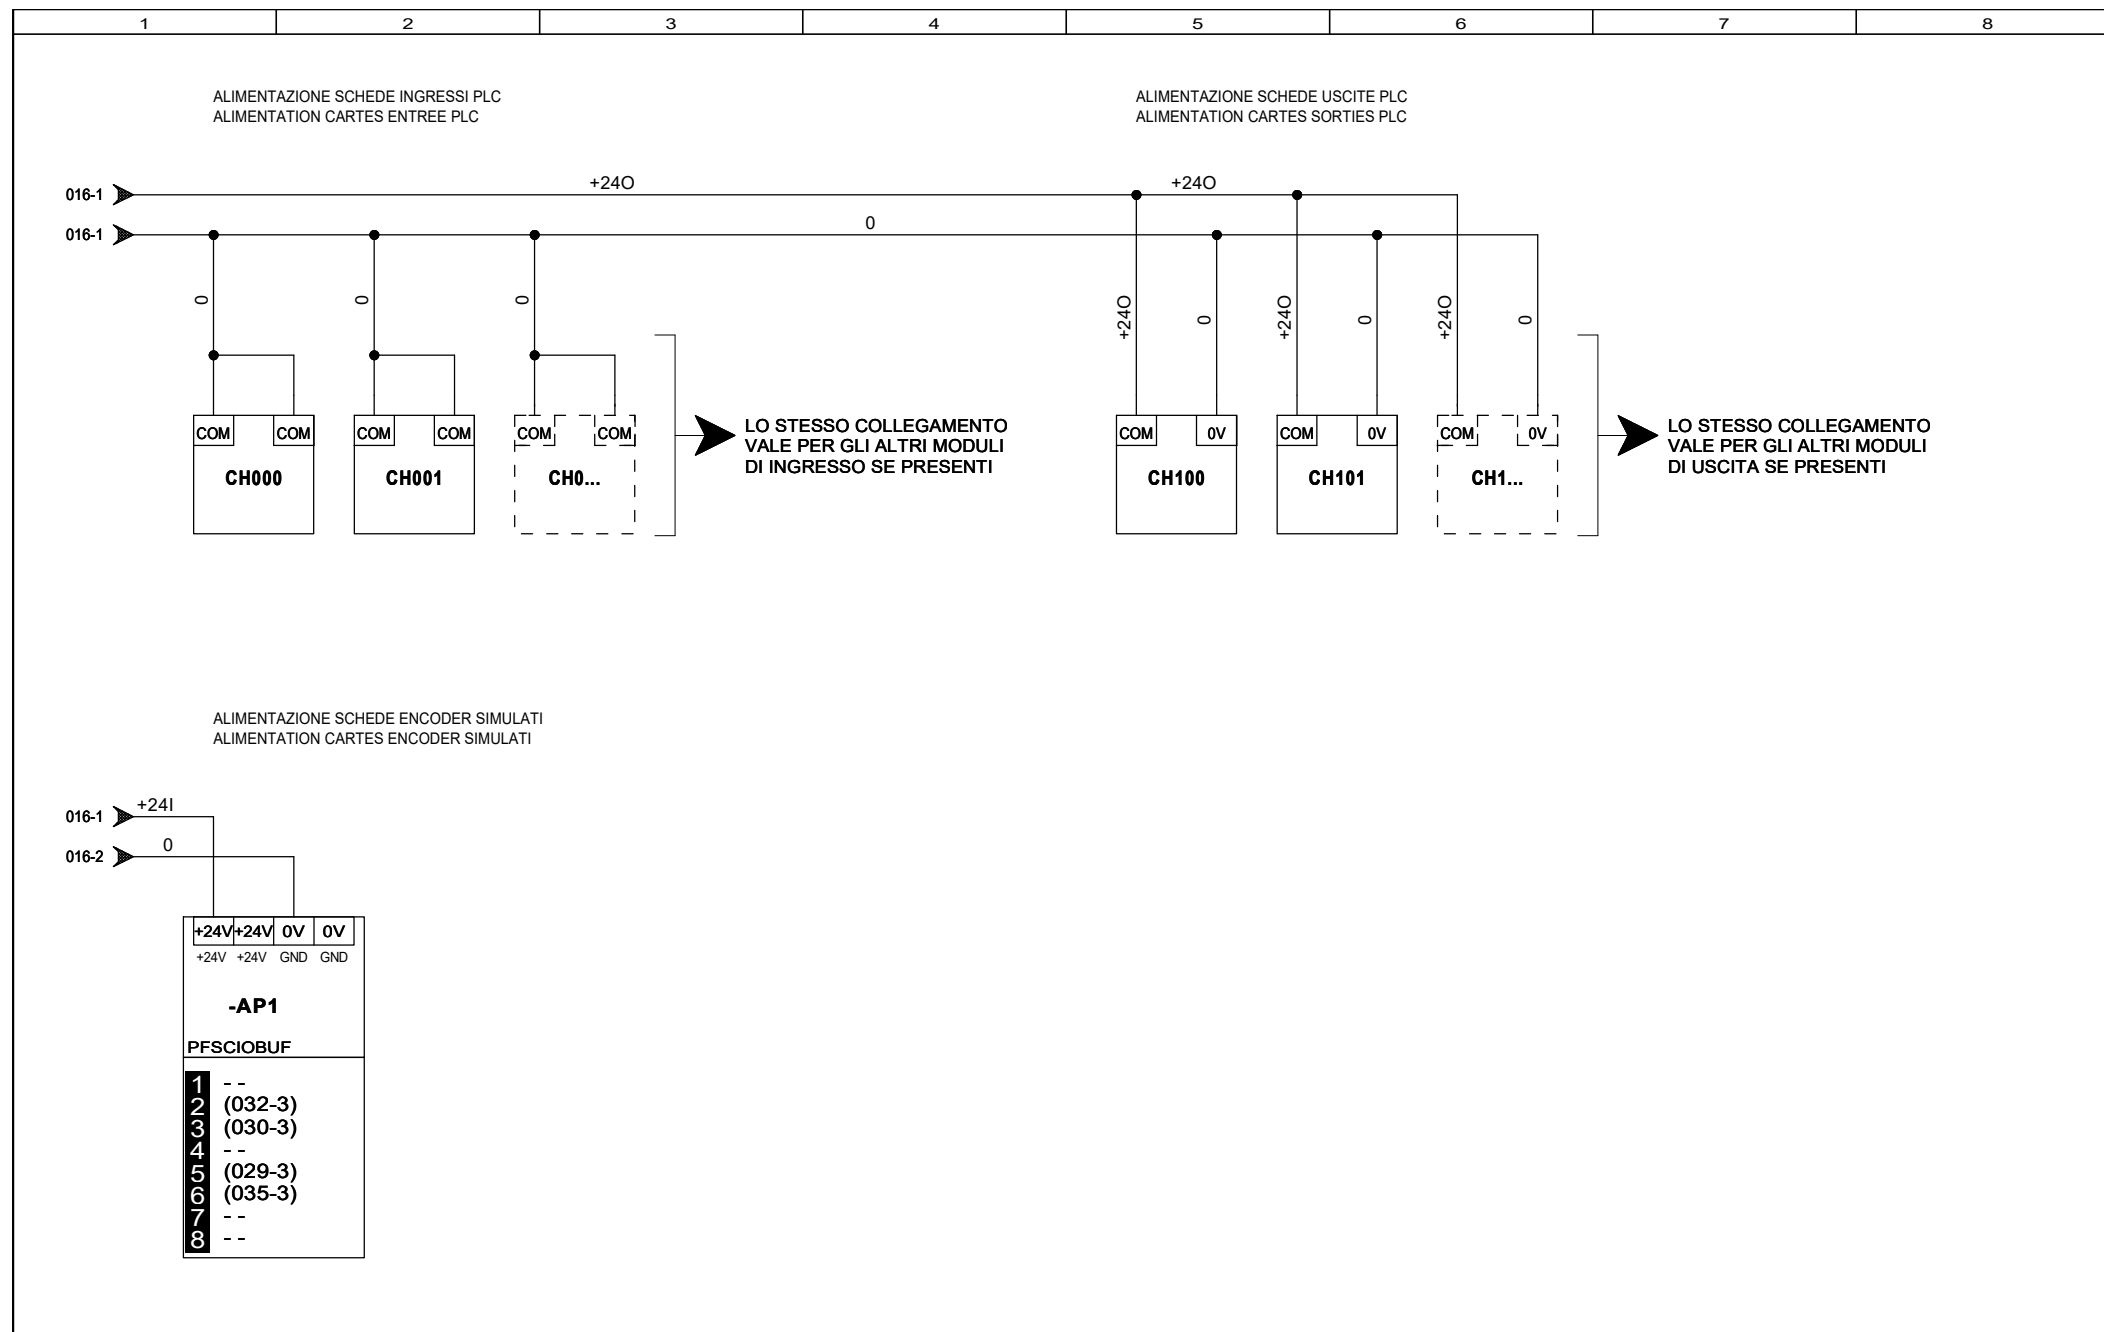 1 2 3 4 5 6 7 8
ALIMENTAZIONE SCHEDE INGRESSI PLC
ALIMENTATION CARTES ENTREE PLC
ALIMENTAZIONE SCHEDE USCITE PLC
ALIMENTATION CARTES SORTIES PLC
016-1 +24O +24O
016-1 0
0 0 0 +24O 0 +24O 0 +24O 0
COM COM COM COM COM COM COM 0V COM 0V COM 0V
CH000 CH001 CH0... CH100 CH101 CH1...
LO STESSO COLLEGAMENTO
VALE PER GLI ALTRI MODULI
DI INGRESSO SE PRESENTI
LO STESSO COLLEGAMENTO
VALE PER GLI ALTRI MODULI
DI USCITA SE PRESENTI
ALIMENTAZIONE SCHEDE ENCODER SIMULATI
ALIMENTATION CARTES ENCODER SIMULATI
016-1 +24I
016-2 0
+24V +24V 0V 0V
+24V +24V GND GND
-AP1
PFSCIOBUF
1 - -
2 (032-3)
3 (030-3)
4 - -
5 (029-3)
6 (035-3)
7 - -
8 - -